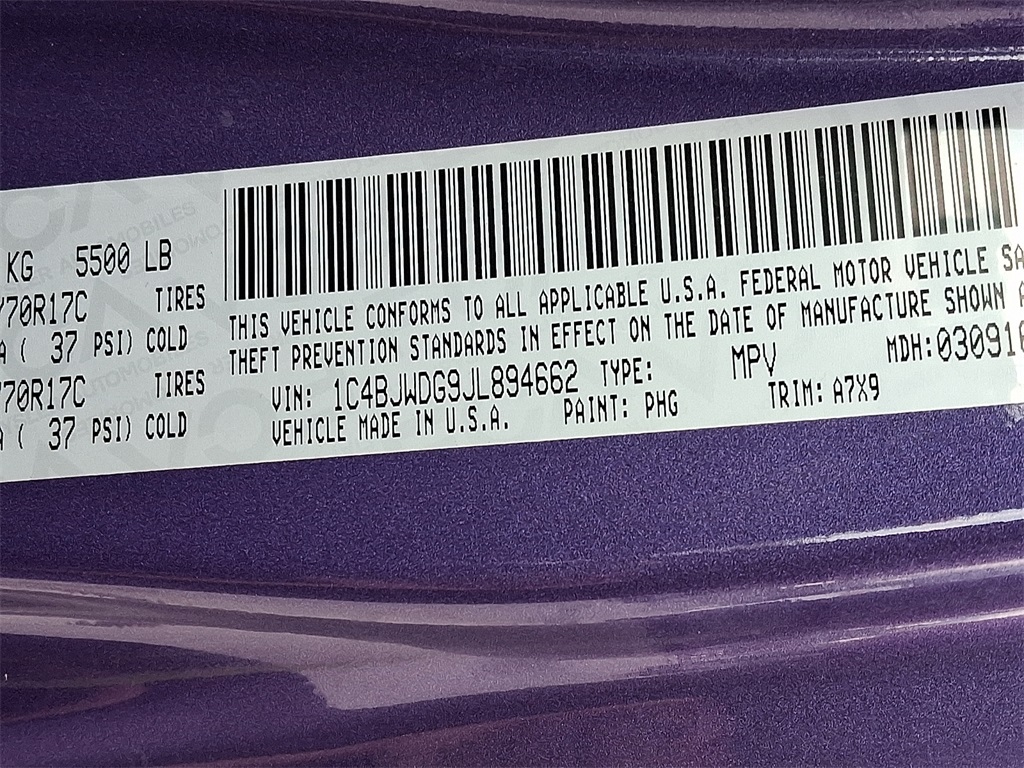 KG 5500 LB
/70R17C TIRES
( 37 PSI) COLD
/70R17C TIRES
( 37 PSI) COLD
THIS VEHICLE CONFORMS TO ALL APPLICABLE U.S.A. FEDERAL MOTOR VEHICLE SA
THEFT PREVENTION STANDARDS IN EFFECT ON THE DATE OF MANUFACTURE SHOWN A
VIN: 1C4BJWDG9JL894662 TYPE: MPV MDH:030916
VEHICLE MADE IN U.S.A. PAINT: PHG TRIM: A7X9